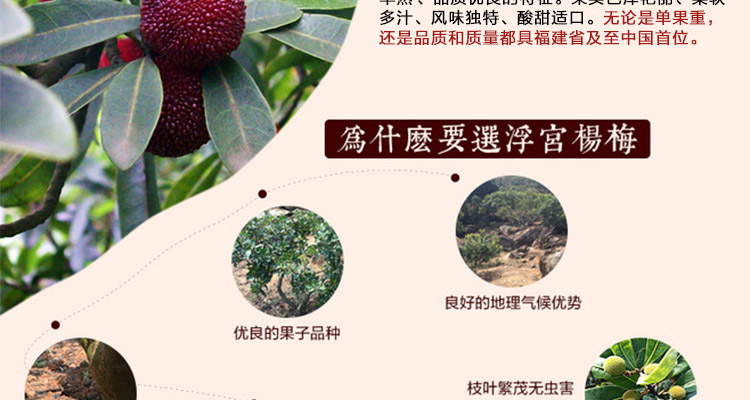 早熟、品质优良的特征。果实色泽艳丽、果软
多汁、风味独特、酸甜适口。无论是单果重，
还是品质和质量都具福建省及至中国首位。
爲什麽要選浮宮楊梅
良好的地理气候优势
优良的果子品种
枝叶繁茂无虫害